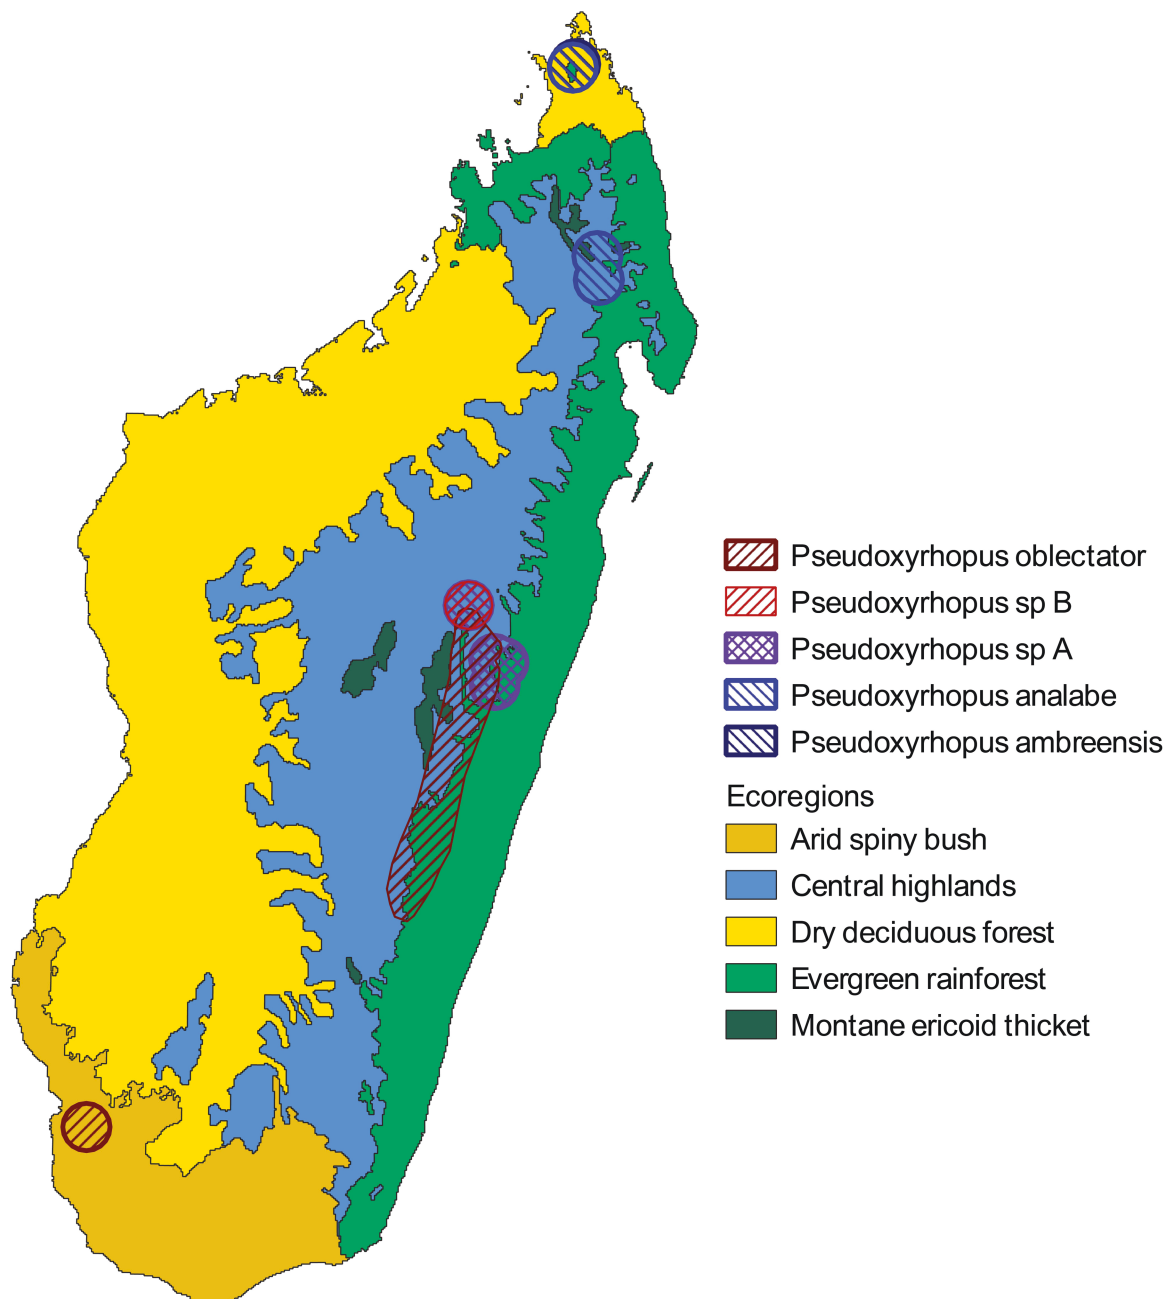 Pseudoxyrhopus oblectator
Pseudoxyrhopus sp B
Pseudoxyrhopus sp A
Pseudoxyrhopus analabe
Pseudoxyrhopus ambreensis
Ecoregions
Arid spiny bush
Central highlands
Dry deciduous forest
Evergreen rainforest
Montane ericoid thicket